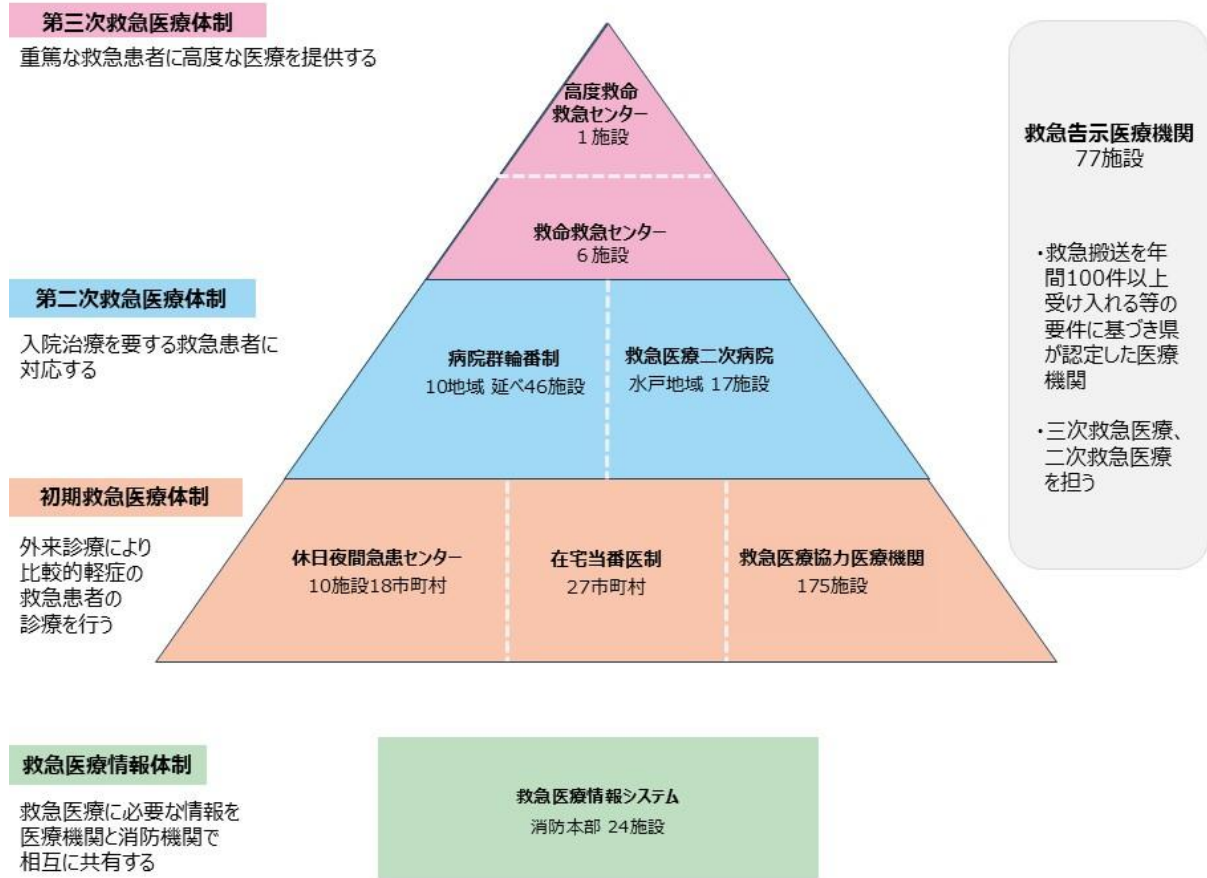 第三次救急医療体制
重篤な救急患者に高度な医療を提供する
高度救命
救急センター
1施設
救命救急センター
6施設
第二次救急医療体制
入院治療を要する救急患者に
対応する
病院群輪番制
10地域 延べ46施設
救急医療二次病院
水戸地域 17施設
初期救急医療体制
外来診療により
比較的軽症の
救急患者の
診療を行う
休日夜間急患センター
10施設18市町村
在宅当番医制
27市町村
救急医療協力医療機関
175施設
救急告示医療機関
77施設
・救急搬送を年
間100件以上
受け入れる等の
要件に基づき県
が認定した医療
機関
・三次救急医療、
二次救急医療
を担う
救急医療情報体制
救急医療に必要な情報を
医療機関と消防機関で
相互に共有する
救急医療情報システム
消防本部 24施設